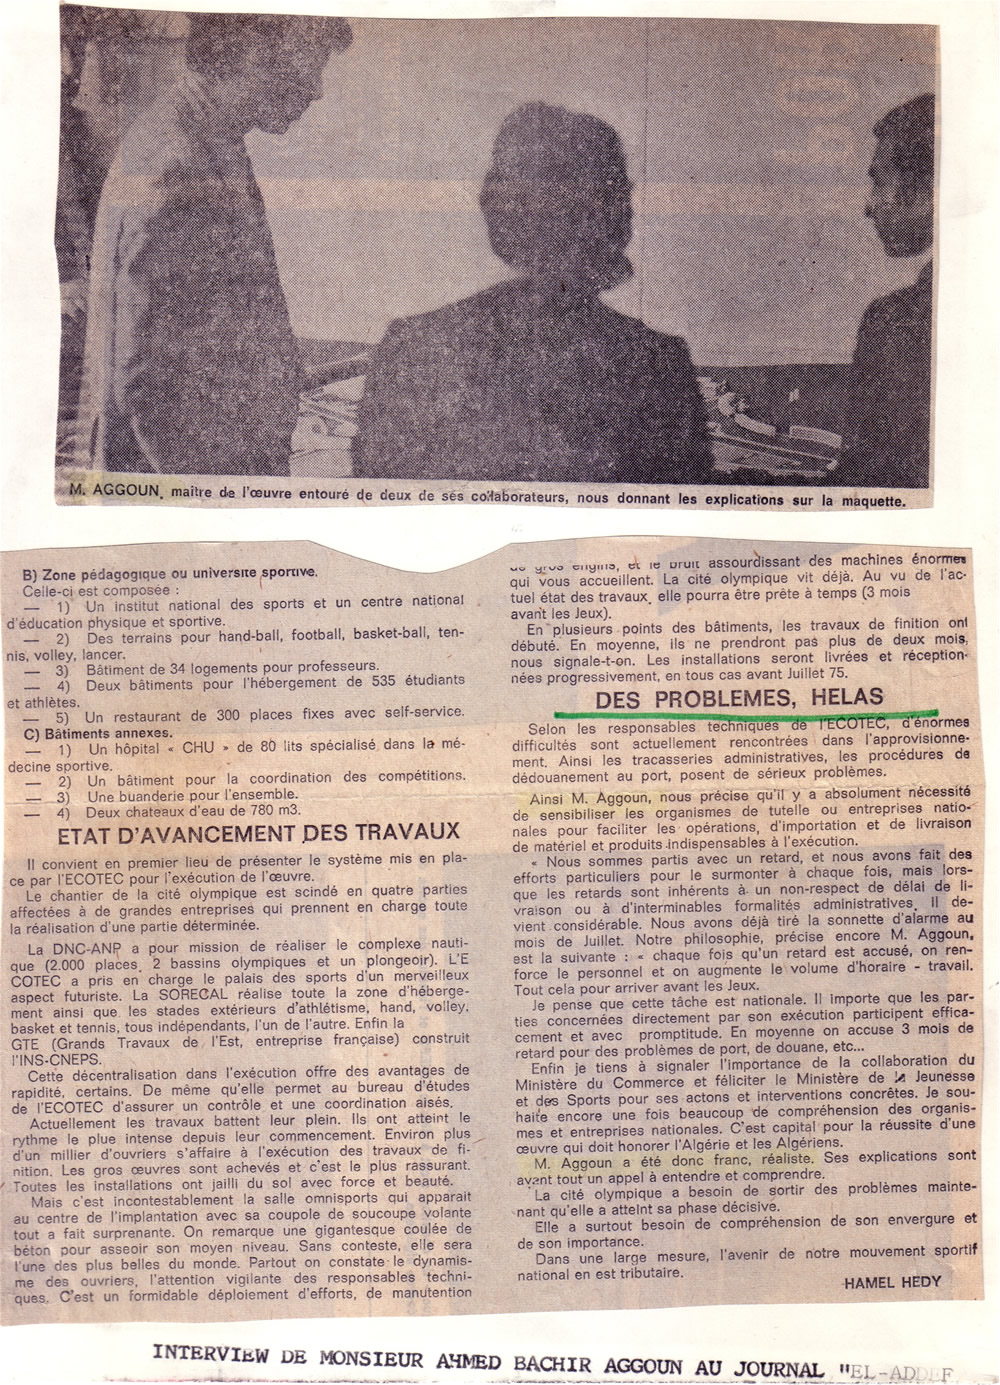 M. AGGOUN, maître de l'œuvre entouré de deux de ses collaborateurs, nous donnant les explications sur la maquette.
B) Zone pédagogique ou université sportive.
Celle-ci est composée :
— 1) Un institut national des sports et un centre national
d'éducation physique et sportive.
— 2) Des terrains pour hand-ball, football, basket-ball, ten-
nis, volley, lancer.
— 3) Bâtiment de 34 logements pour professeurs.
— 4) Deux bâtiments pour l'hébergement de 535 étudiants
et athlètes.
— 5) Un restaurant de 300 places fixes avec self-service.
C) Bâtiments annexes.
— 1) Un hôpital « CHU » de 80 lits spécialisé dans la mé-
decine sportive.
— 2) Un bâtiment pour la coordination des compétitions.
— 3) Une buanderie pour l'ensemble.
— 4) Deux chateaux d'eau de 780 m3.
ETAT D'AVANCEMENT DES TRAVAUX
Il convient en premier lieu de présenter le système mis en pla-
ce par l'ECOTEC pour l'exécution de l'œuvre.
Le chantier de la cité olympique est scindé en quatre parties
affectées à de grandes entreprises qui prennent en charge toute
la réalisation d'une partie déterminée.
La DNC-ANP a pour mission de réaliser le complexe nauti-
que (2.000 places, 2 bassins olympiques et un plongeoir). L'E
COTEC a pris en charge le palais des sports d'un merveilleux
aspect futuriste. La SORECAL réalise toute la zone d'héberge-
ment ainsi que les stades extérieurs d'athlétisme, hand, volley,
basket et tennis, tous indépendants, l'un de l'autre. Enfin la
GTE (Grands Travaux de l'Est, entreprise française) construit
l'INS-CNEPS.
Cette décentralisation dans l'exécution offre des avantages de
rapidité, certains. De même qu'elle permet au bureau d'études
de l'ECOTEC d'assurer un contrôle et une coordination aisés.
Actuellement les travaux battent leur plein. Ils ont atteint le
rythme le plus intense depuis leur commencement. Environ plus
d'un millier d'ouvriers s'affaire à l'exécution des travaux de fi-
nition. Les gros œuvres sont achevés et c'est le plus rassurant.
Toutes les installations ont jailli du sol avec force et beauté.
Mais c'est incontestablement la salle omnisports qui apparait
au centre de l'implantation avec sa coupole de soucoupe volante
tout a fait surprenante. On remarque une gigantesque coulée de
béton pour asseoir son moyen niveau. Sans conteste, elle sera
l'une des plus belles du monde. Partout on constate le dynamis-
me des ouvriers, l'attention vigilante des responsables techni-
ques. C'est un formidable déploiement d'efforts, de manutention
de gros engins, et le bruit assourdissant des machines énormes
qui vous accueillent. La cité olympique vit déjà. Au vu de l'ac-
tuel état des travaux, elle pourra être prête à temps (3 mois
avant les Jeux).
En plusieurs points des bâtiments, les travaux de finition ont
débuté. En moyenne, ils ne prendront pas plus de deux mois,
nous signale-t-on. Les installations seront livrées et réception-
nées progressivement, en tous cas avant Juillet 75.
DES PROBLEMES, HELAS
Selon les responsables techniques de l'ECOTEC, d'énormes
difficultés sont actuellement rencontrées dans l'approvisionne-
ment. Ainsi les tracasseries administratives, les procédures de
dédouanement au port, posent de sérieux problèmes.
Ainsi M. Aggoun, nous précise qu'il y a absolument nécessité
de sensibiliser les organismes de tutelle ou entreprises natio-
nales pour faciliter les opérations, d'importation et de livraison
de matériel et produits indispensables à l'exécution.
« Nous sommes partis avec un retard, et nous avons fait des
efforts particuliers pour le surmonter à chaque fois, mais lors-
que les retards sont inhérents à un non-respect de délai de li-
vraison ou à d'interminables formalités administratives. Il de-
vient considérable. Nous avons déjà tiré la sonnette d'alarme au
mois de Juillet. Notre philosophie, précise encore M. Aggoun,
est la suivante : « chaque fois qu'un retard est accusé, on ren-
force le personnel et on augmente le volume d'horaire - travail.
Tout cela pour arriver avant les Jeux.
Je pense que cette tâche est nationale. Il importe que les par-
ties concernées directement par son exécution participent effica-
cement et avec promptitude. En moyenne on accuse 3 mois de
retard pour des problèmes de port, de douane, etc...
Enfin je tiens à signaler l'importance de la collaboration du
Ministère du Commerce et féliciter le Ministère de la Jeunesse
et des Sports pour ses actons et interventions concrêtes. Je sou-
haite encore une fois beaucoup de compréhension des organis-
mes et entreprises nationales. C'est capital pour la réussite d'une
œuvre qui doit honorer l'Algérie et les Algériens.
M. Aggoun a été donc franc, réaliste. Ses explications sont
avant tout un appel à entendre et comprendre.
La cité olympique a besoin de sortir des problèmes mainte-
nant qu'elle a atteint sa phase décisive.
Elle a surtout besoin de compréhension de son envergure et
de son importance.
Dans une large mesure, l'avenir de notre mouvement sportif
national en est tributaire.
HAMEL HEDY
INTERVIEW DE MONSIEUR AHMED BACHIR AGGOUN AU JOURNAL "EL-ADDEF